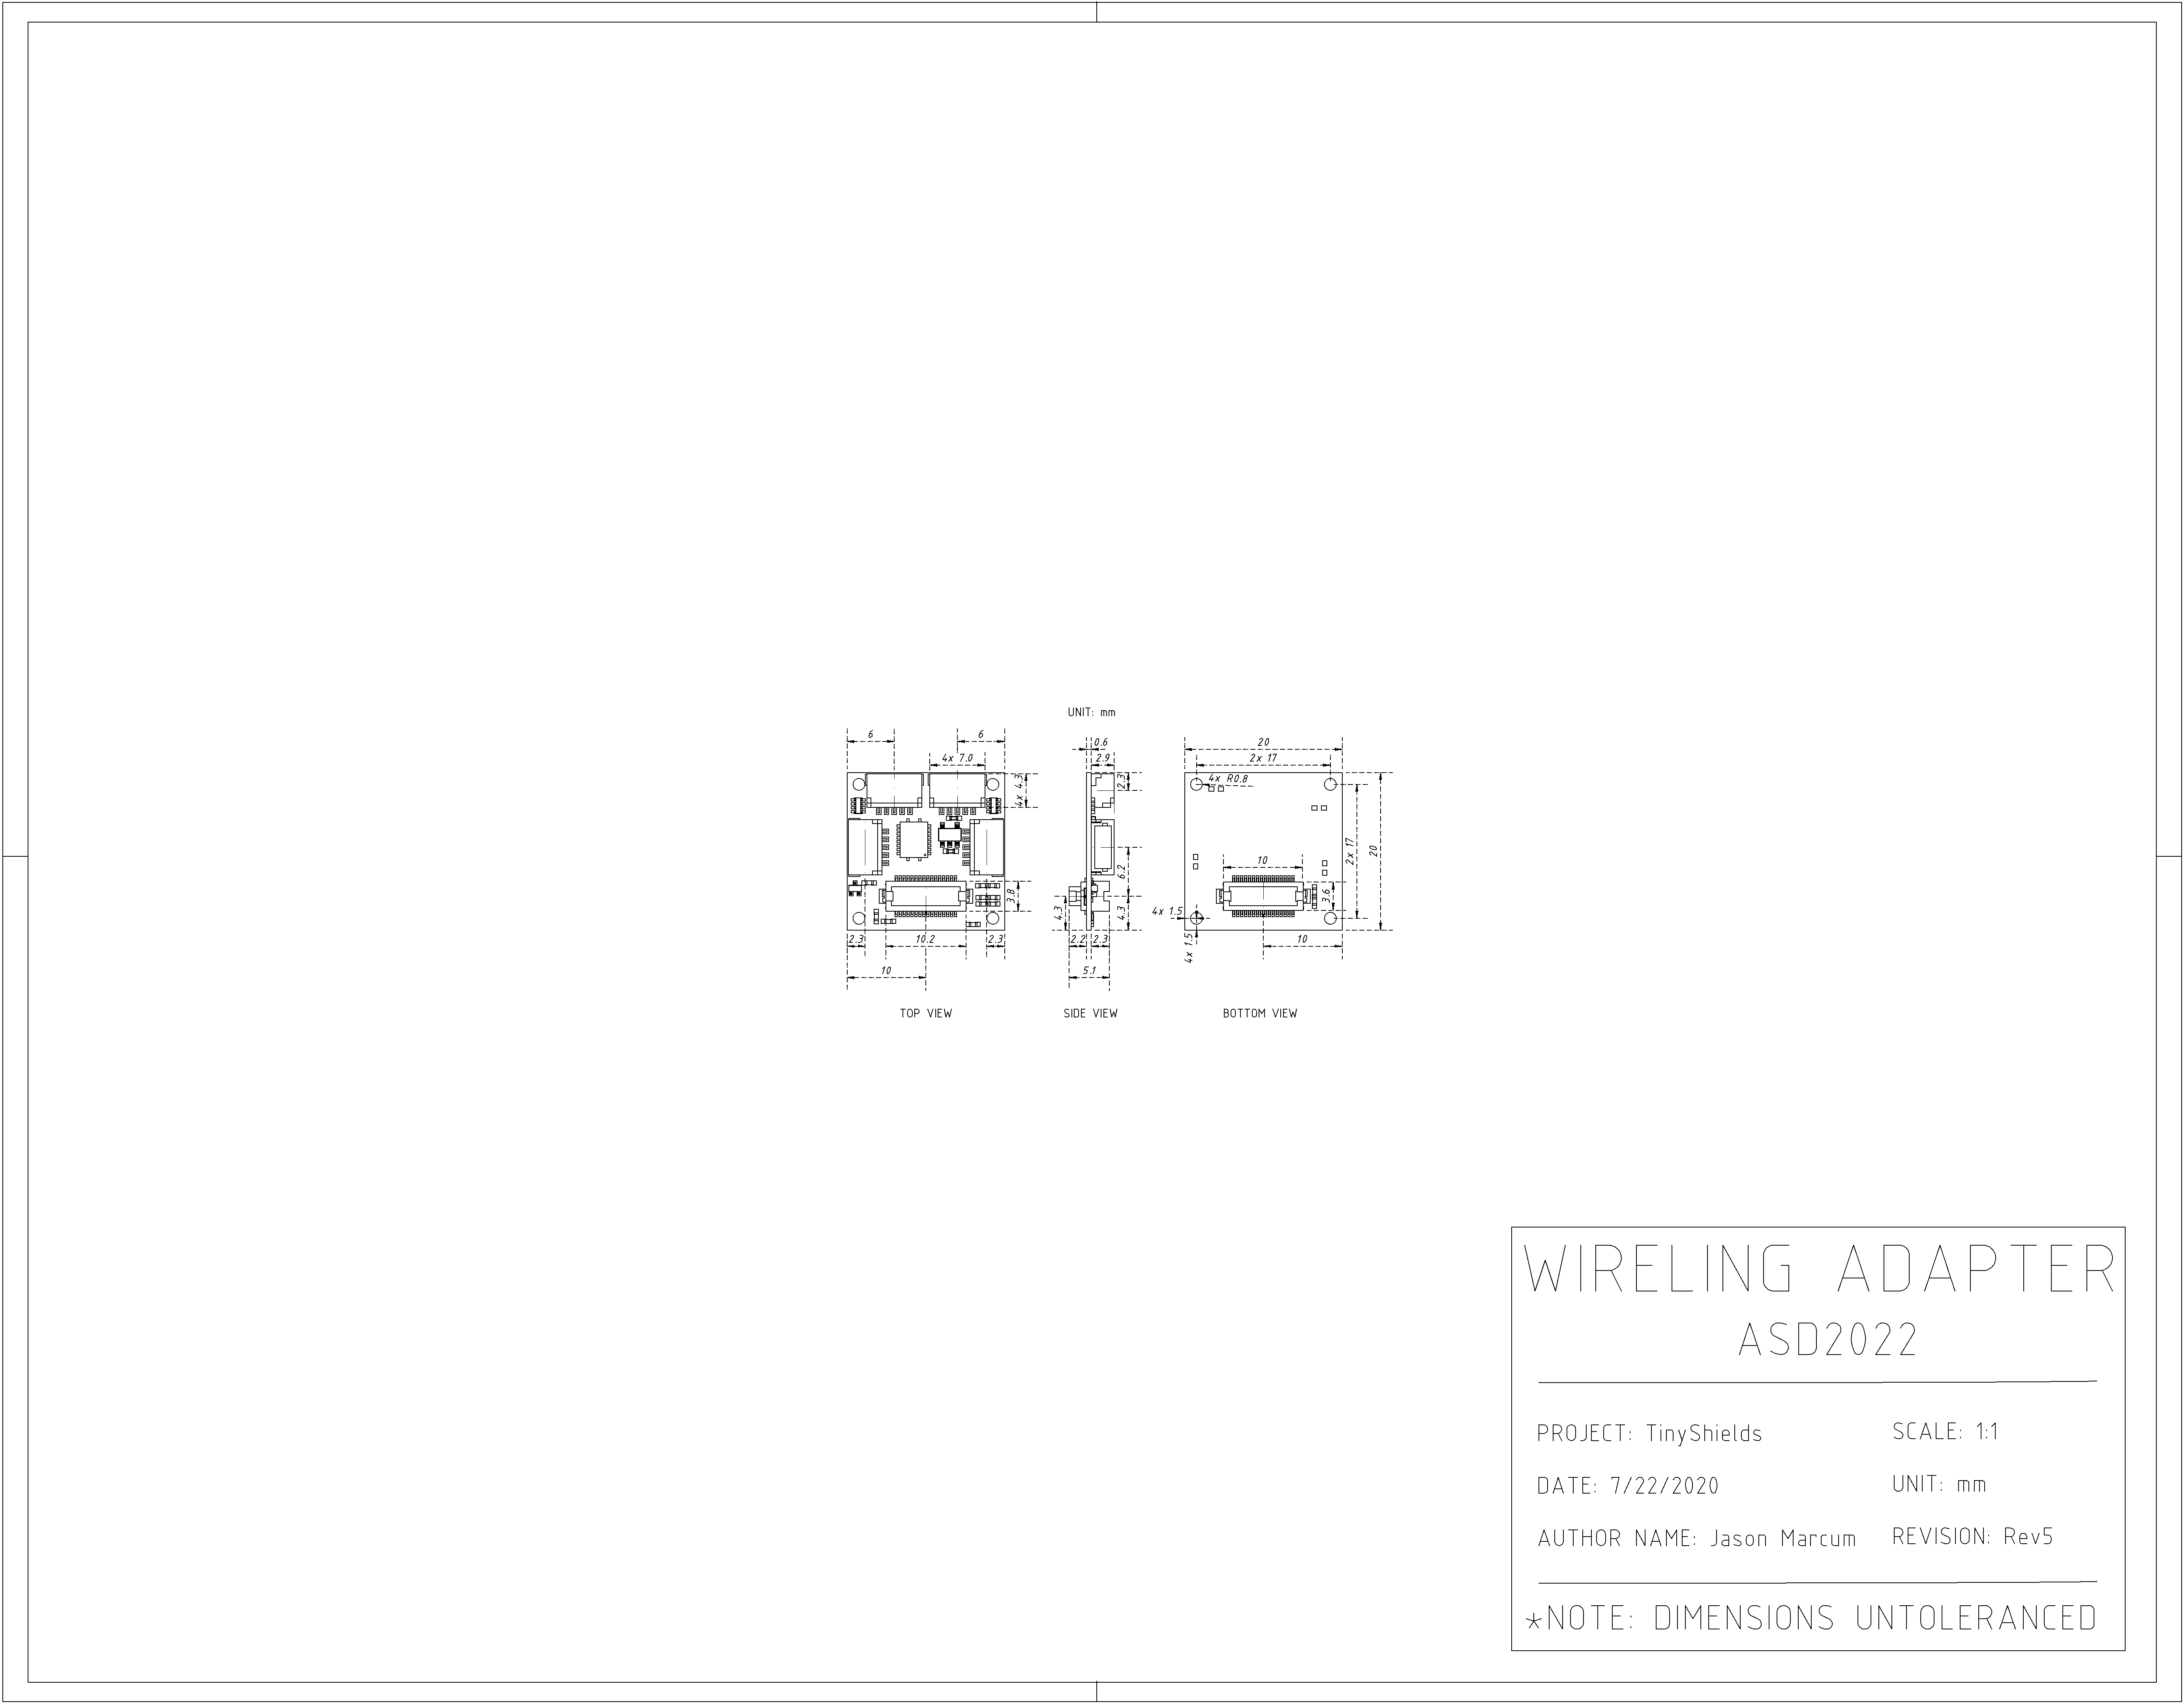 UNIT: mm
6
6
4x 7.0
4x 4.3
3.8
2.3
10.2
2.3
10
TOP VIEW
0.6
2.9
2.3
6.2
4.3
4.3
2.2
2.3
5.1
SIDE VIEW
20
2x 17
4x R0.8
2x 17
20
10
3.6
4x 1.5
4x 1.5
10
BOTTOM VIEW
WIRELING ADAPTER
ASD2022
PROJECT: TinyShields
SCALE: 1:1
DATE: 7/22/2020
UNIT: mm
AUTHOR NAME: Jason Marcum
REVISION: Rev5
*NOTE: DIMENSIONS UNTOLERANCED